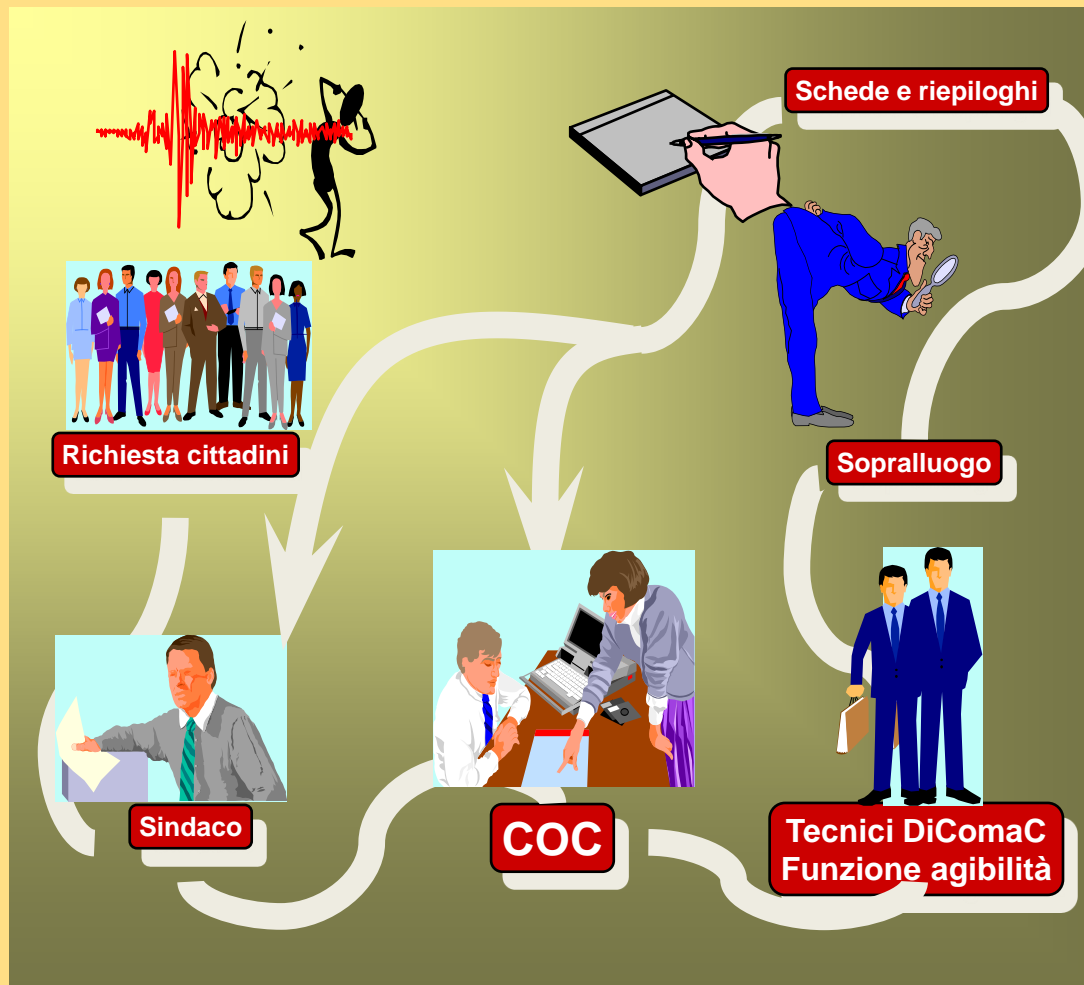 Schede e riepiloghi
Richiesta cittadini
Sopralluogo
Sindaco
COC
Tecnici DiComaC
Funzione agibilità